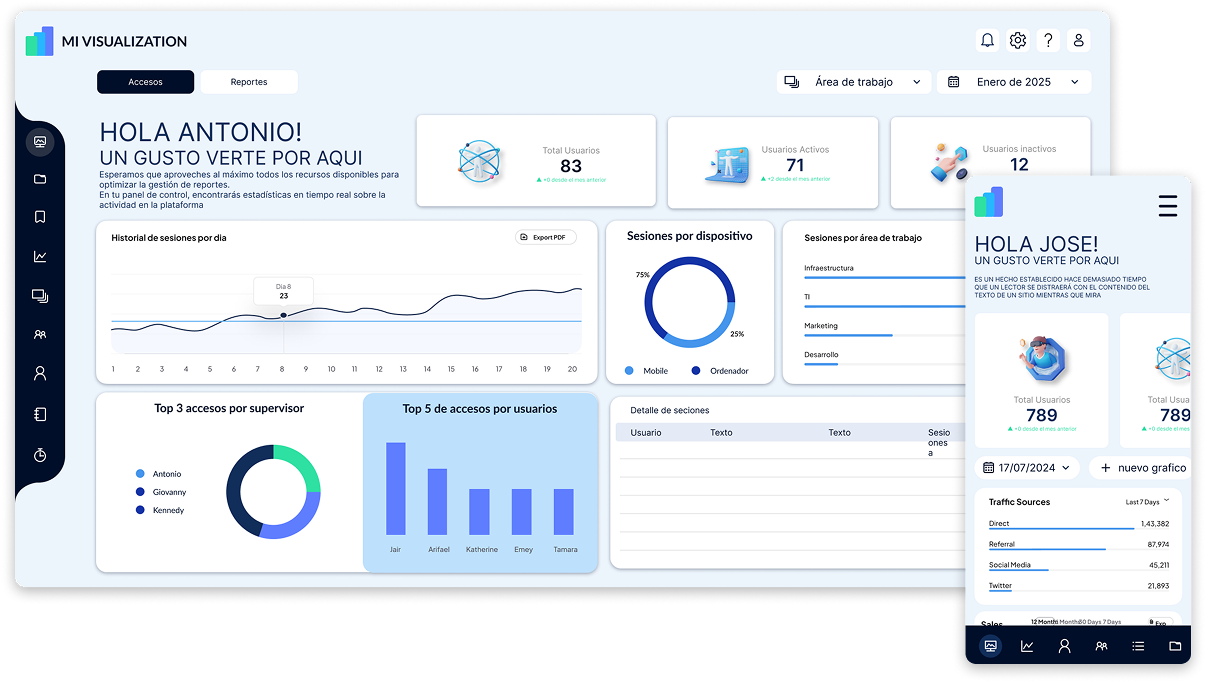 MI VISUALIZATION
Accesos
Reportes
Área de trabajo
Enero de 2025
HOLA ANTONIO!
UN GUSTO VERTE POR AQUI
Esperamos que aproveches al máximo todos los recursos disponibles para
optimizar la gestión de reportes.
En tu panel de control, encontrarás estadísticas en tiempo real sobre la
actividad en la plataforma
Total Usuarios
83
+0 desde el mes anterior
Usuarios Activos
71
+3 desde el mes anterior
Usuarios inactivos
12
Historial de sesiones por dia
Export PDF
Día 8
23
1 2 3 4 5 6 7 8 9 10 11 12 13 14 15 16 17 18 19 20
Sesiones por dispositivo
75%
25%
Mobile
Ordenador
Sesiones por área de trabajo
Infraestructura
TI
Marketing
Desarrollo
Top 3 accesos por supervisor
Antonio
Giovanny
Kennedy
Top 5 de accesos por usuarios
Jair Arifael Katherine Emey Tamara
Detalle de seciones
Usuario Texto Texto Sesio
ones
a
HOLA JOSE!
UN GUSTO VERTE POR AQUI
ES UN HECHO ESTABLECIDO HACE DEMASIADO TIEMPO
QUE UN LECTOR SE DISTRAERÁ CON EL CONTENIDO DEL
TEXTO DE UN SITIO MIENTRAS QUE MIRA
Total Usuarios
789
+0 desde el mes anterior
Total Usua
789
+0 desde el mes
17/07/2024
+ nuevo grafico
Traffic Sources
Last 7 Days
Direct 1,43,382
Referral 87,974
Social Media 45,211
Twitter 21,893
Sales
12 Month
30 Days 7 Days
Exp